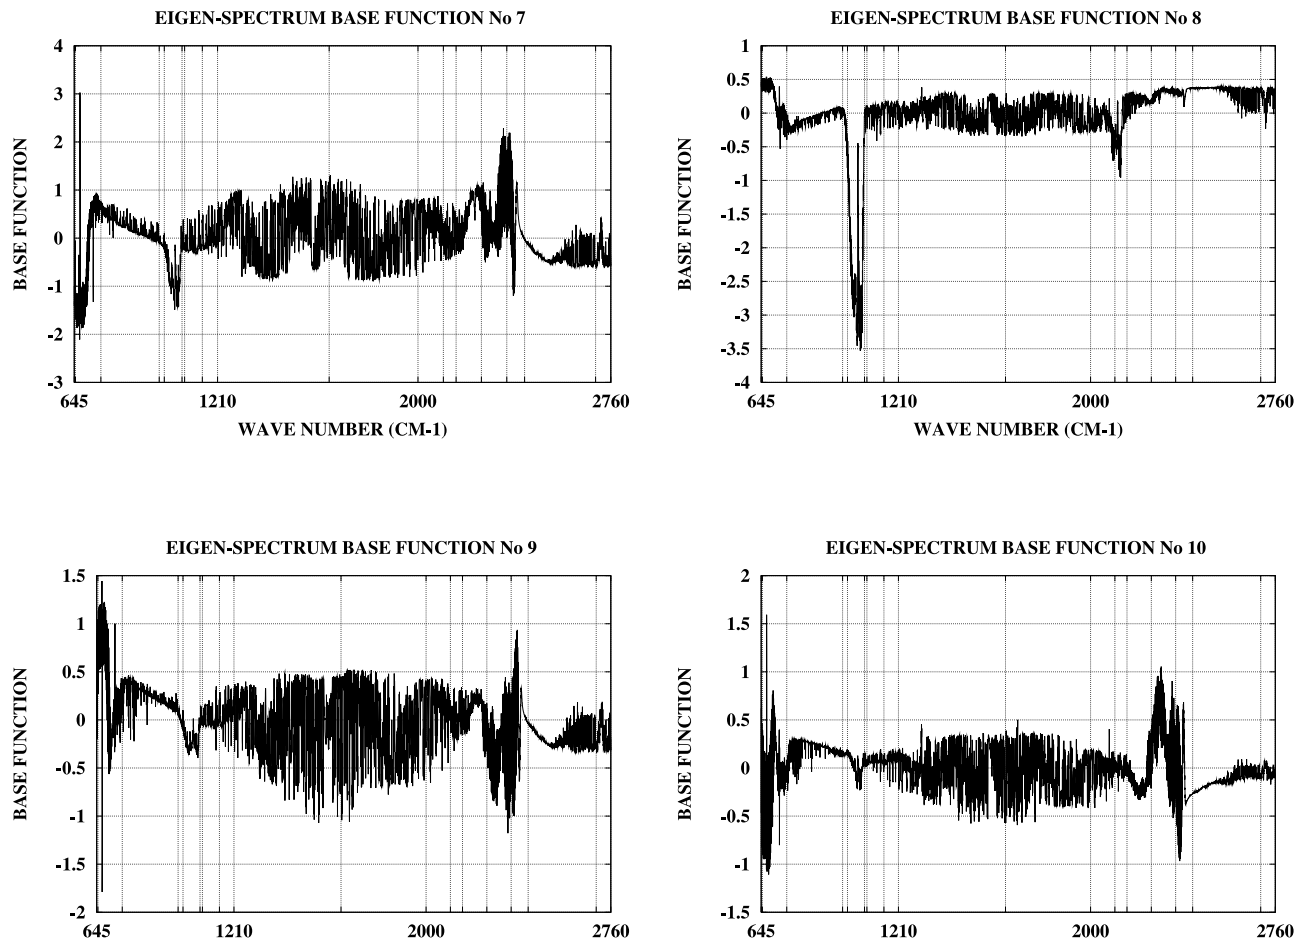 EIGEN-SPECTRUM BASE FUNCTION No 7
4
3
2
1
0
-1
-2
-3
BASE FUNCTION
645 1210 2000 2760
WAVE NUMBER (CM-1)
EIGEN-SPECTRUM BASE FUNCTION No 8
1
0.5
0
-0.5
-1
-1.5
-2
-2.5
-3
-3.5
-4
BASE FUNCTION
645 1210 2000 2760
WAVE NUMBER (CM-1)
EIGEN-SPECTRUM BASE FUNCTION No 9
1.5
1
0.5
0
-0.5
-1
-1.5
-2
BASE FUNCTION
645 1210 2000 2760
EIGEN-SPECTRUM BASE FUNCTION No 10
2
1.5
1
0.5
0
-0.5
-1
-1.5
BASE FUNCTION
645 1210 2000 2760